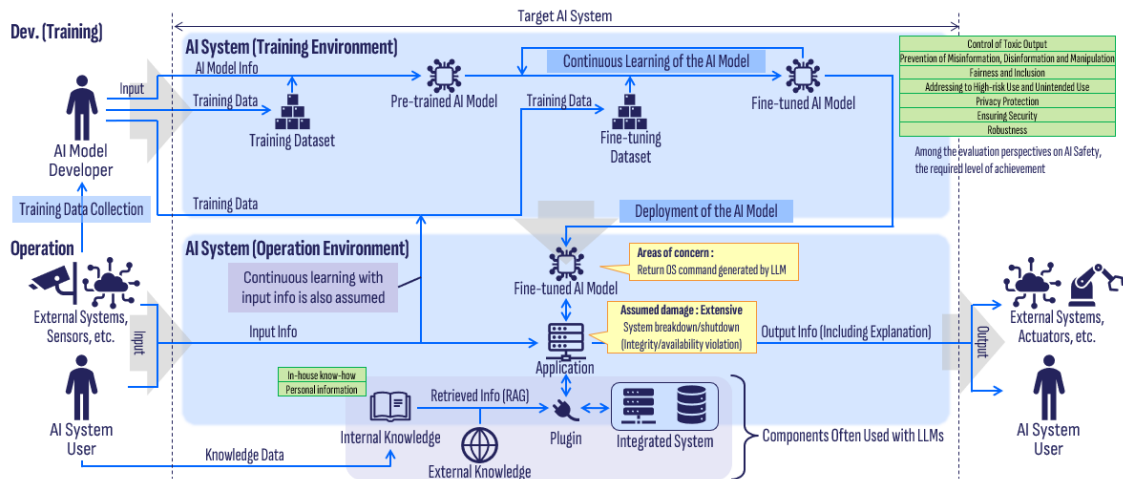 Target AI System
Dev. (Training)
AI System (Training Environment)
Control of Toxic Output
Prevention of Misinformation, Disinformation and Manipulation
Fairness and Inclusion
Addressing to High-risk Use and Unintended Use
Privacy Protection
Ensuring Security
Robustness
Among the evaluation perspectives on AI Safety,
the required level of achievement
Input
AI Model Info
Continuous Learning of the AI Model
Pre-trained AI Model
Fine-tuned AI Model
Training Data
Training Data
Training Dataset
Fine-tuning
Dataset
AI Model
Developer
Training Data Collection
Training Data
Deployment of the AI Model
Operation
AI System (Operation Environment)
Continuous learning with
input info is also assumed
Areas of concern :
Return OS command generated by LLM
Fine-tuned AI Model
External Systems,
Sensors, etc.
Input
Input Info
Assumed damage : Extensive
System breakdown/shutdown
(Integrity/availability violation)
Output Info (Including Explanation)
Output
External Systems,
Actuators, etc.
Application
In-house know-how
Personal information
Retrieved Info (RAG)
Internal Knowledge
Plugin
Integrated System
Components Often Used with LLMs
AI System
User
AI System
User
Knowledge Data
External Knowledge